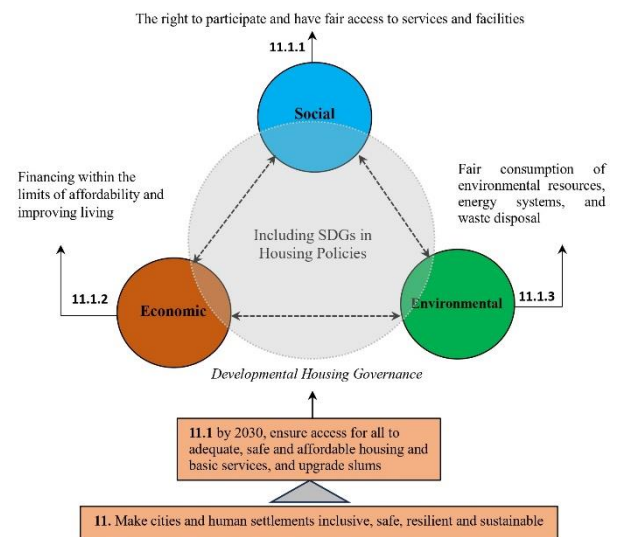 The right to participate and have fair access to services and facilities
11.1.1
Social
Financing within the
limits of affordability and
improving living
Fair consumption of
environmental resources,
energy systems, and
waste disposal
Including SDGs in
Housing Policies
11.1.2
Economic
Environmental
11.1.3
Developmental Housing Governance
11.1 by 2030, ensure access for all to
adequate, safe and affordable housing and
basic services, and upgrade slums
11. Make cities and human settlements inclusive, safe, resilient and sustainable